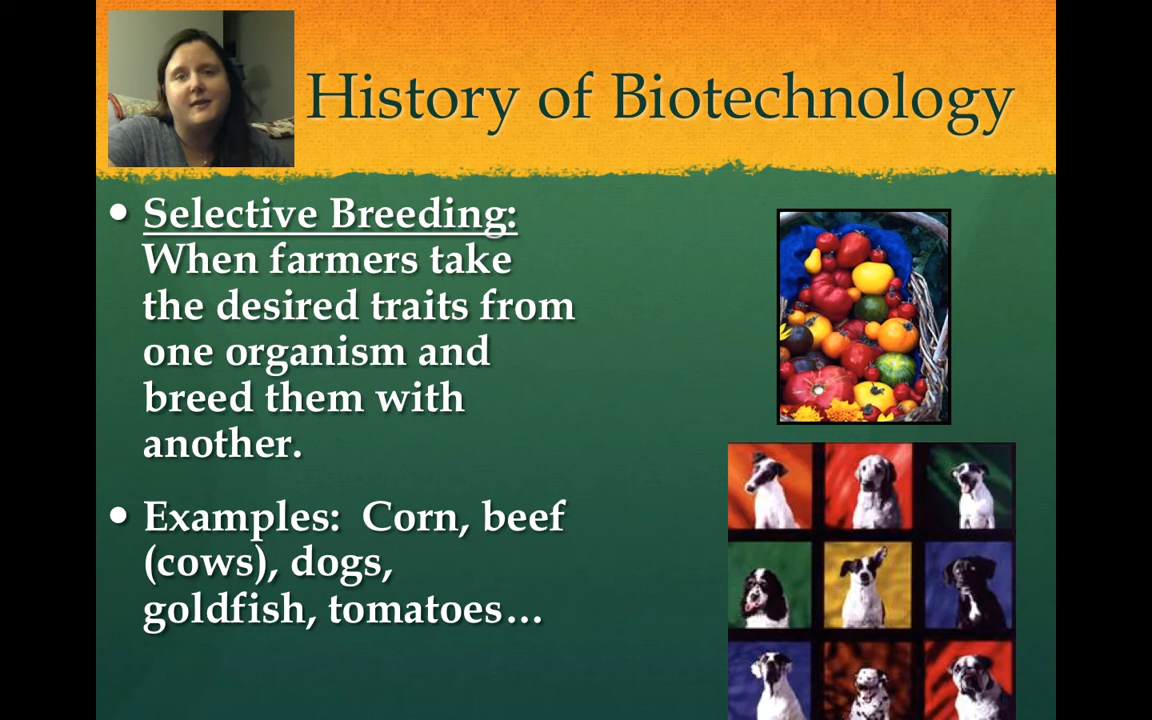 History of Biotechnology
• Selective Breeding:
When farmers take
the desired traits from
one organism and
breed them with
another.
• Examples:  Corn, beef
(cows), dogs,
goldfish, tomatoes…